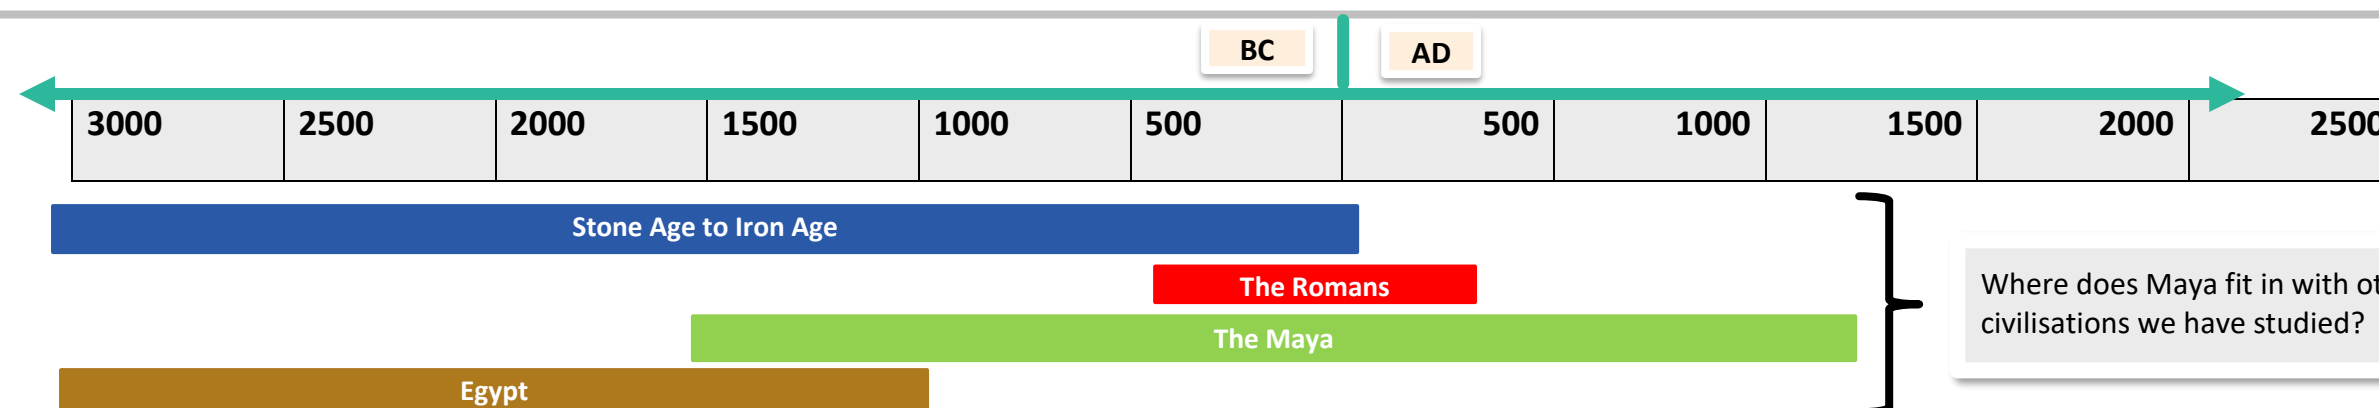 BC AD
3000 2500 2000 1500 1000 500 500 1000 1500 2000 2500
Stone Age to Iron Age
The Romans
The Maya
Egypt
Where does Maya fit in with
civilisations we have studied?